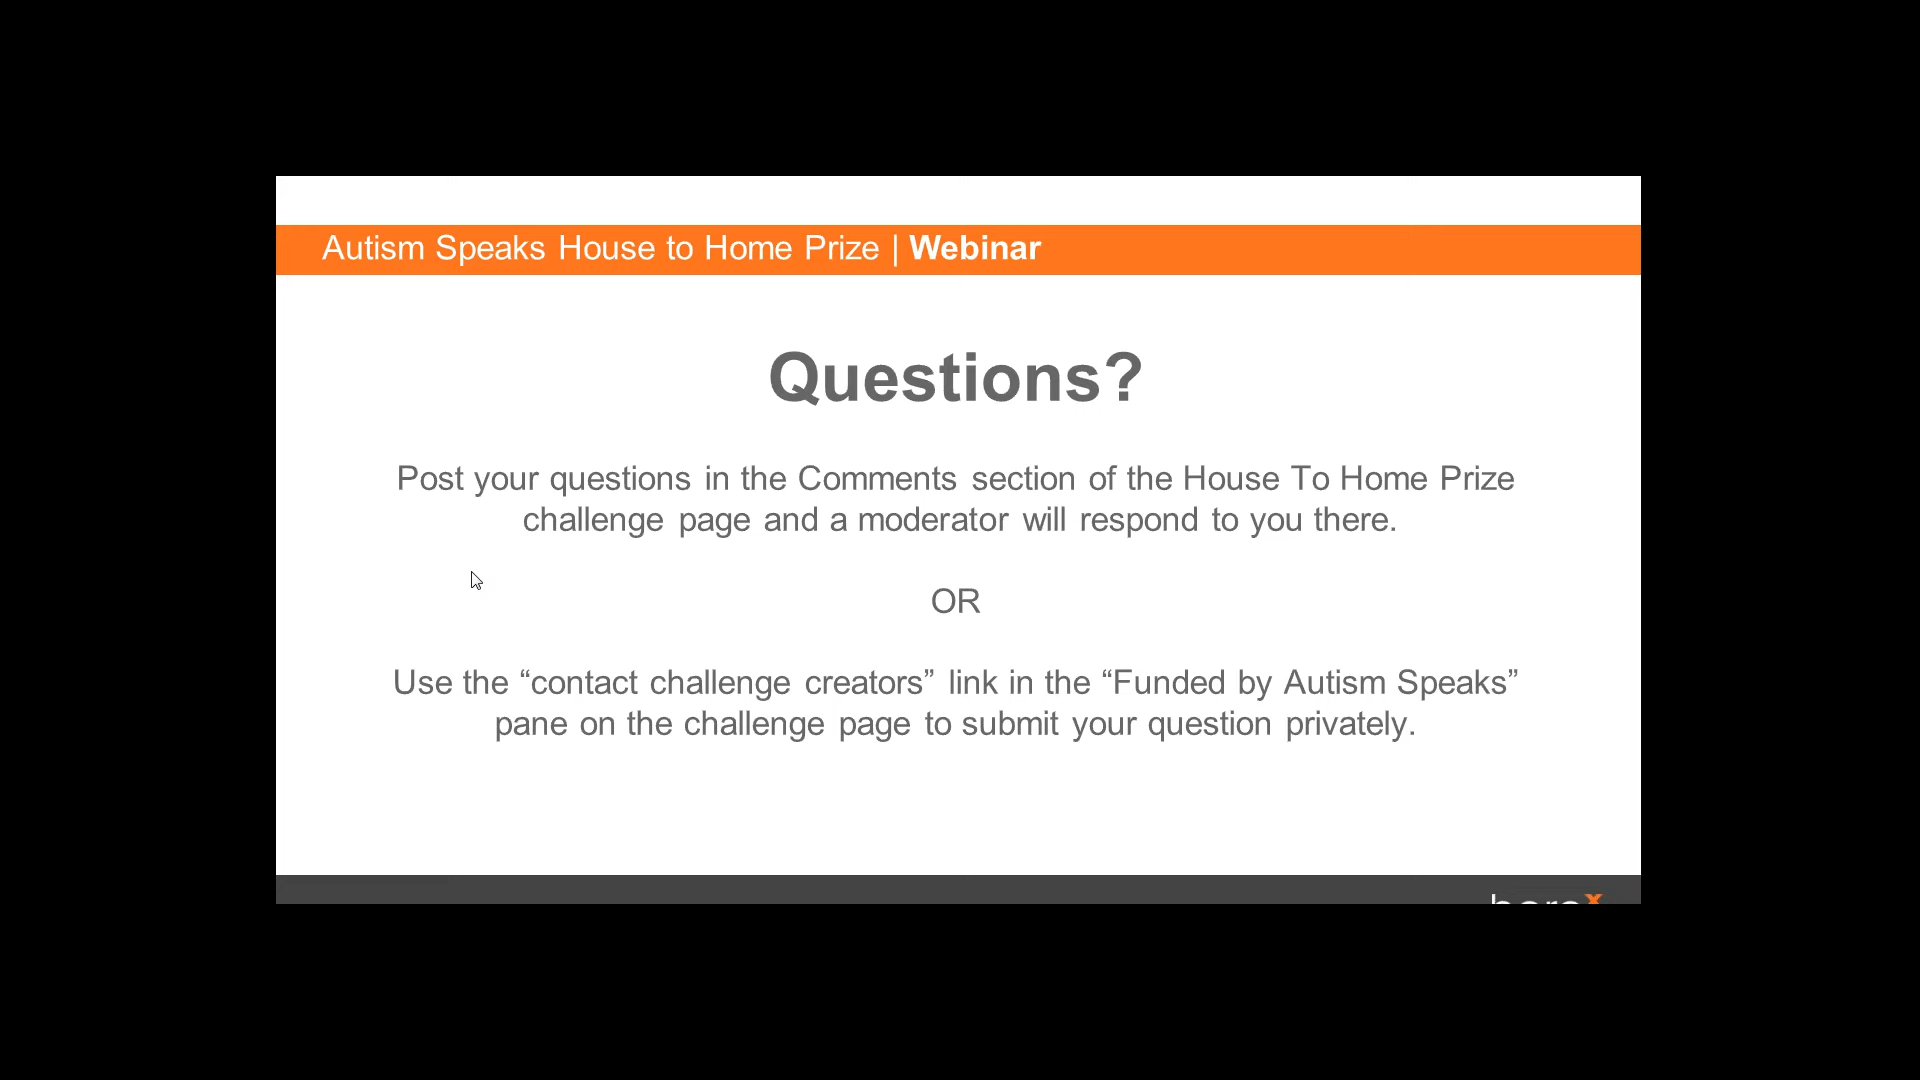 Autism Speaks House to Home Prize | Webinar
Questions?
Post your questions in the Comments section of the House To Home Prize
challenge page and a moderator will respond to you there.
OR
Use the “contact challenge creators” link in the “Funded by Autism Speaks”
pane on the challenge page to submit your question privately.